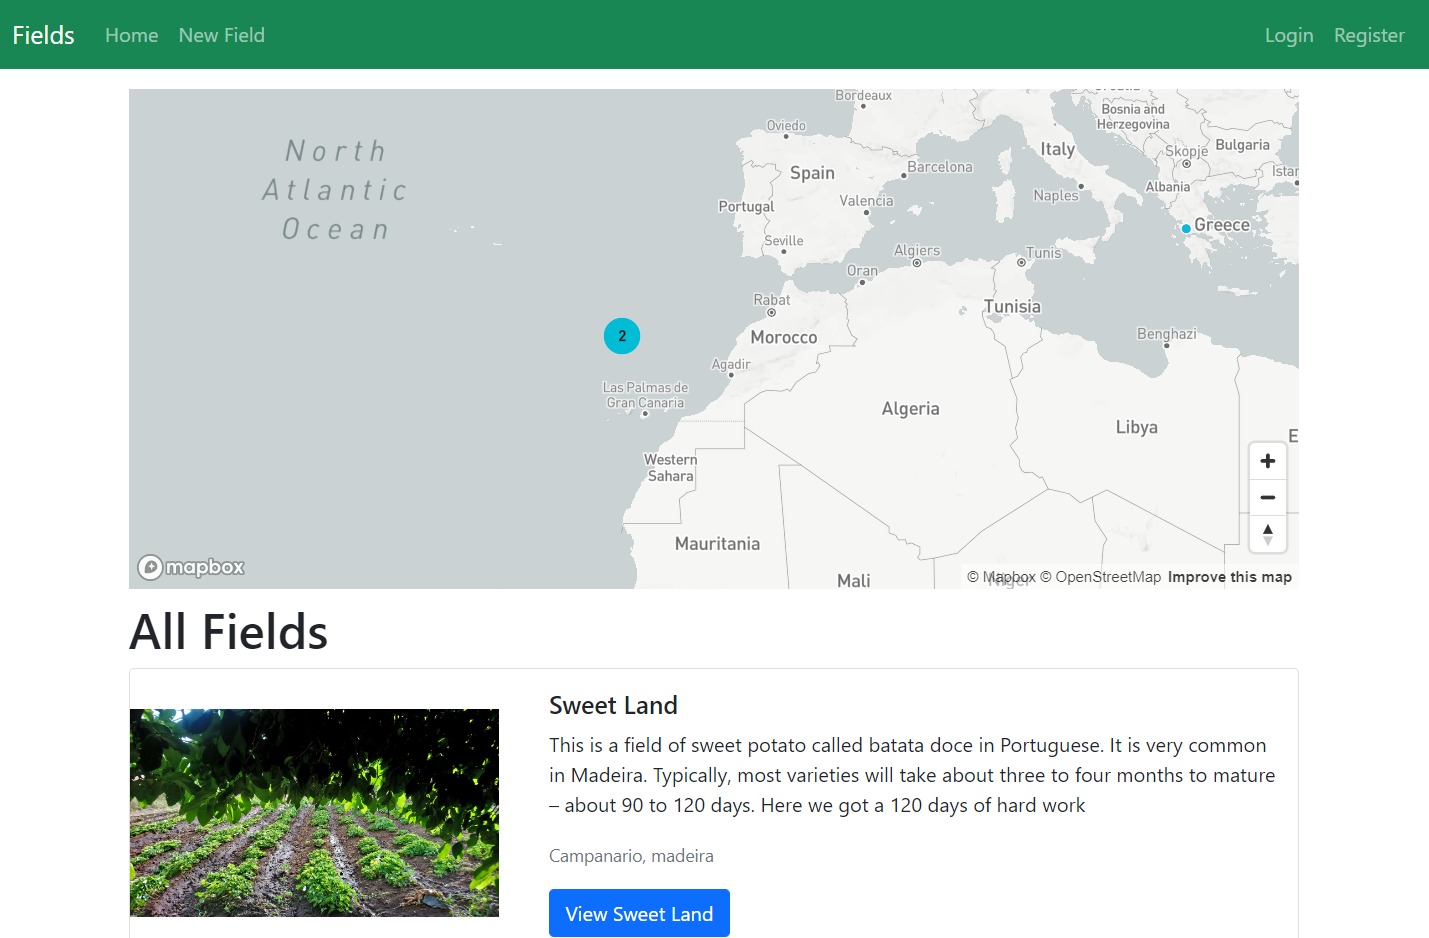 Fields Home New Field Login Register
Bordeaux
Oviedo
Bosnia and
Herzegovina
North
Atlantic
Ocean
Spain
Barcelona
Italy
Skopje
Bulgaria
Portugal
Valencia
Naples
Albania
Greece
Seville
Algiers
Tunis
Oran
Rabat
Tunisia
2
Morocco
Benghazi
Agadir
Las Palmas de
Gran Canaria
Algeria
Libya
Western
Sahara
Mauritania
Mali
mapbox
© Mapbox © OpenStreetMap Improve this map
All Fields
Sweet Land
This is a field of sweet potato called batata doce in Portuguese. It is very common
in Madeira. Typically, most varieties will take about three to four months to mature
– about 90 to 120 days. Here we got a 120 days of hard work
Campanario, madeira
View Sweet Land